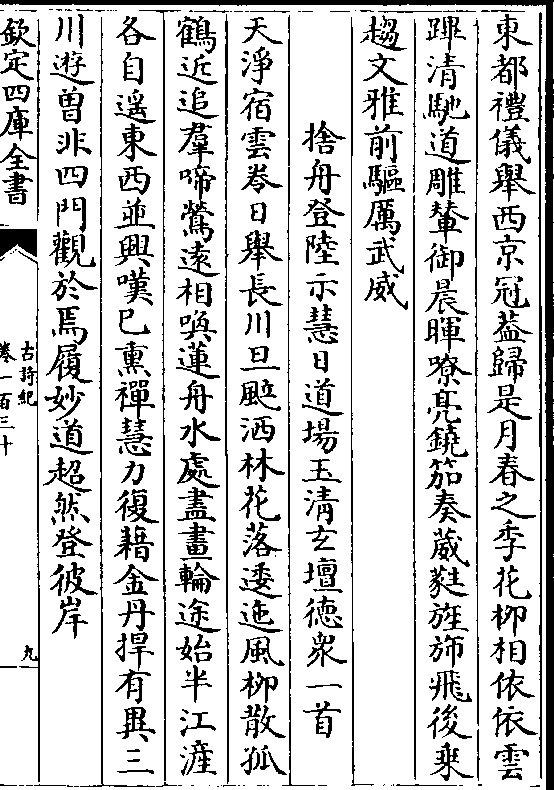 東都禮儀舉西京冠葢歸是月春之季花栁相依依雲
蹕清馳道雕輦御晨暉嘹亮鐃笳奏葳蕤旌斾飛後乗
趨文雅前驅厲武威
捨舟登陸示慧日道場玉清𤣥壇德衆一首
天淨宿雲卷日舉長川旦颭洒林花落逶迤風栁散孤
鶴近追羣啼鶯遠相喚蓮舟水處盡畫輪途始半江漄
各自遥東西並興嘆已熏禪慧力復藉金丹捍有異三
川遊曽非四門觀於焉履妙道超然登彼岸
欽定四庫全書
古詩紀
卷一百三十
九